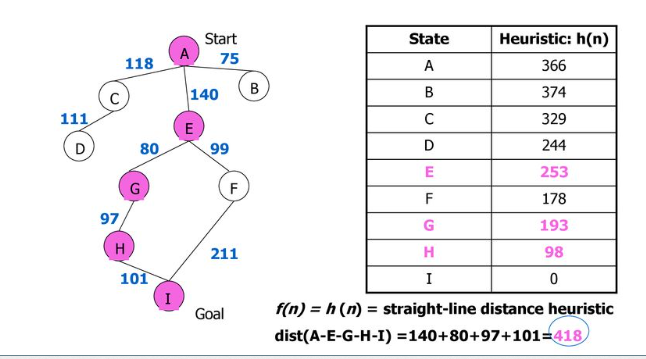 Start
A
118
75
C
B
140
111
E
D
80
99
G
F
97
H
211
101
I
Goal
State Heuristic: h(n)
A 366
B 374
C 329
D 244
E 253
F 178
G 193
H 98
I 0
f(n) = h (n) = straight-line distance heuristic
dist(A-E-G-H-I) =140+80+97+101=418